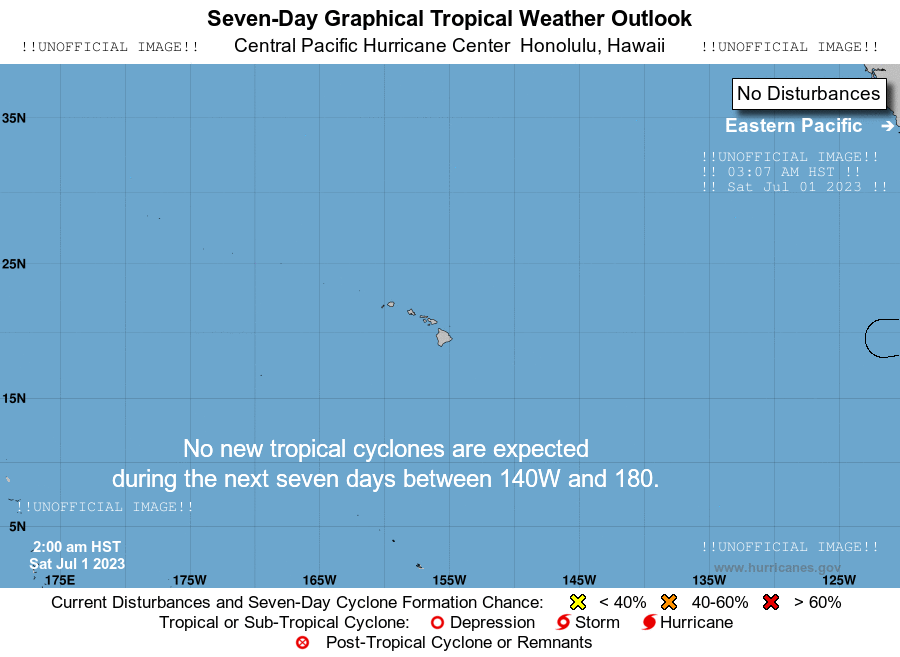 Seven-Day Graphical Tropical Weather Outlook
!!UNOFFICIAL IMAGE!! Central Pacific Hurricane Center Honolulu, Hawaii !!UNOFFICIAL IMAGE!!
No Disturbances
35N
Eastern Pacific →
!!UNOFFICIAL IMAGE!!
!! 03:07 AM HST !!
!! Sat Jul 01 2023 !!
25N
15N
No new tropical cyclones are expected
during the next seven days between 140W and 180.
!!UNOFFICIAL IMAGE!!
5N
2:00 am HST
Sat Jul 1 2023
!!UNOFFICIAL IMAGE!!
www.hurricanes.gov
175E 175W 165W 155W 145W 135W 125W
Current Disturbances and Seven-Day Cyclone Formation Chance: < 40% 40-60% > 60%
Tropical or Sub-Tropical Cyclone: Depression Storm Hurricane
Post-Tropical Cyclone or Remnants